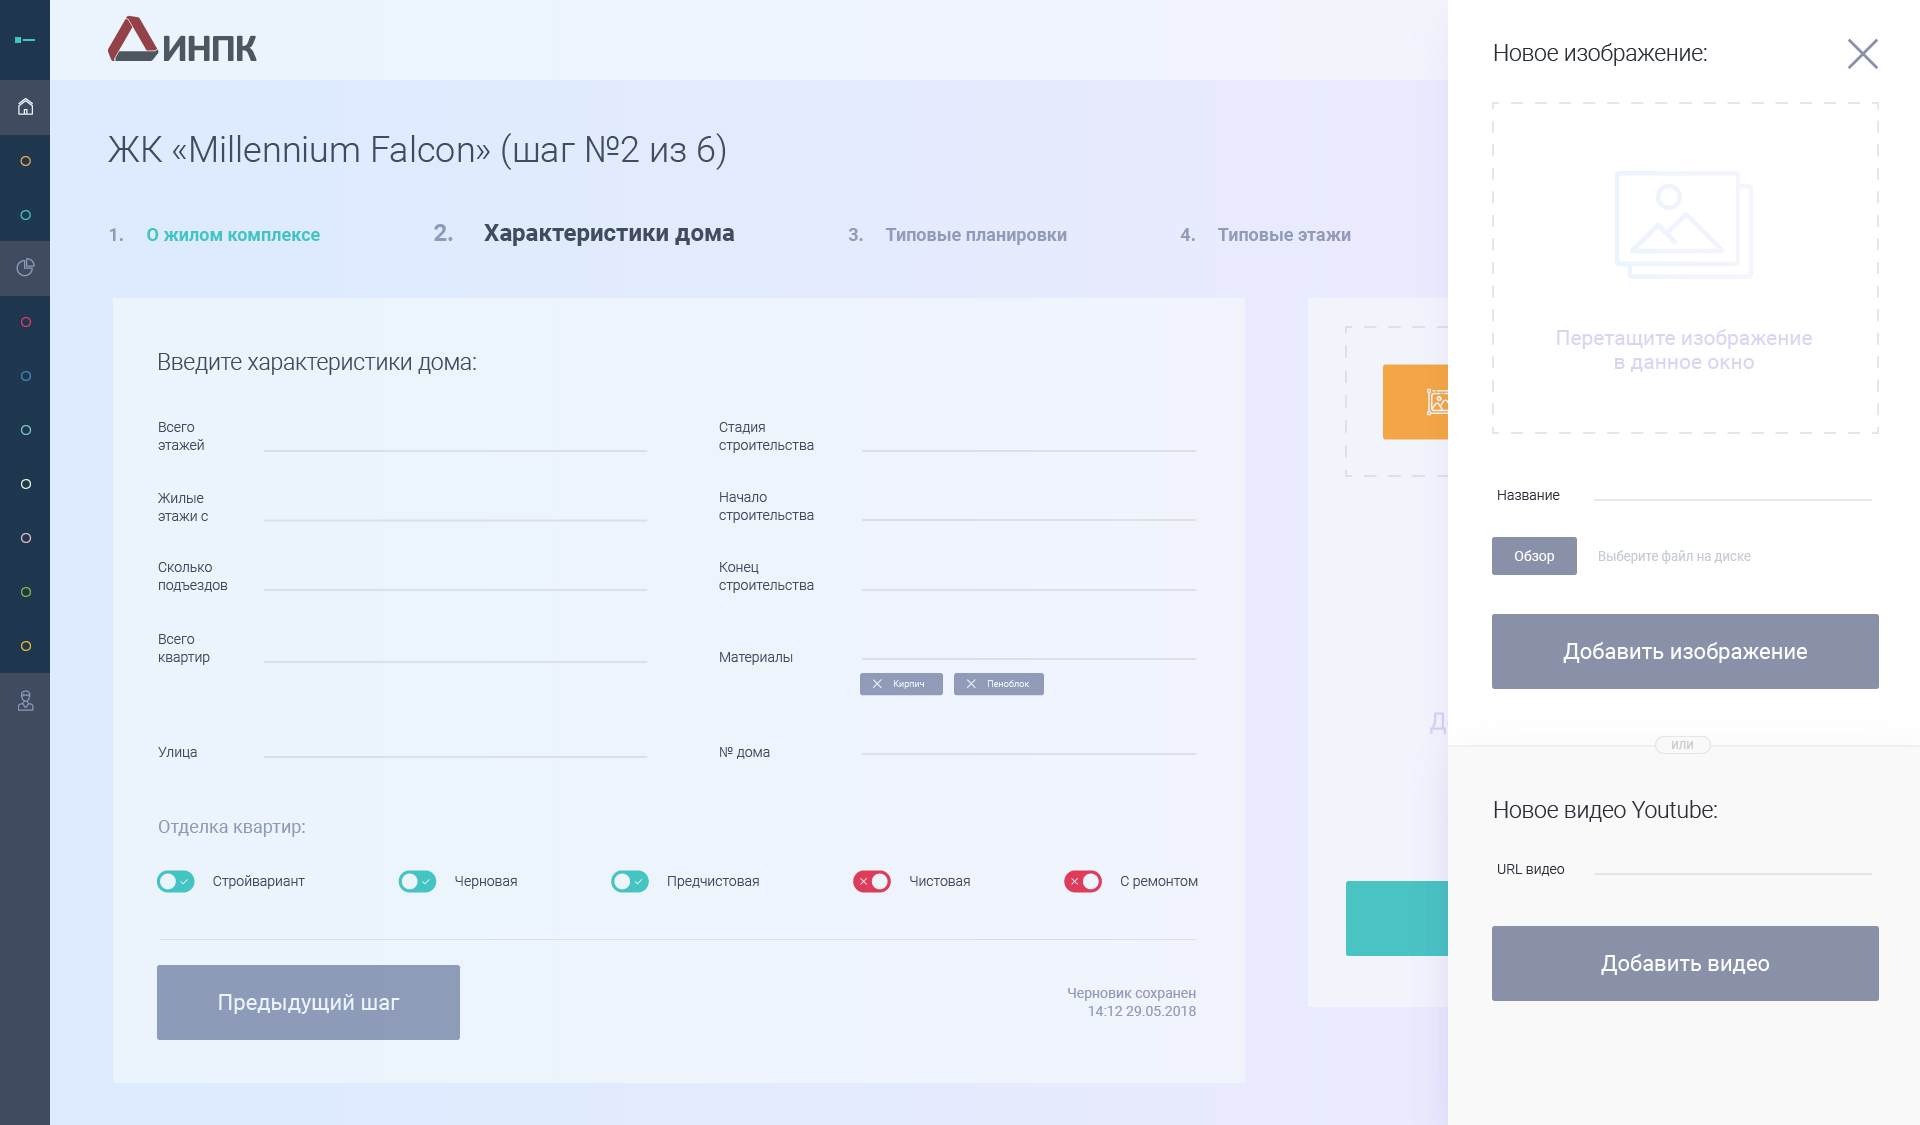 ИНПК
ЖК «Millennium Falcon» (шаг №2 из 6)
1. О жилом комплексе
2. Характеристики дома
3. Типовые планировки
4. Типовые этажи
Введите характеристики дома:
Всего
этажей
Стадия
строительства
Жилые
этажи с
Начало
строительства
Сколько
подъездов
Конец
строительства
Всего
квартир
Материалы
Кирпич
Пеноблок
Улица
№ дома
Отделка квартир:
Стройвариант
Черновая
Предчистовая
Чистовая
С ремонтом
Предыдущий шаг
Черновик сохранен
14:12 29.05.2018
Новое изображение:
Перетащите изображение
в данное окно
Название
Обзор
Выберите файл на диске
Добавить изображение
или
Новое видео Youtube:
URL видео
Добавить видео